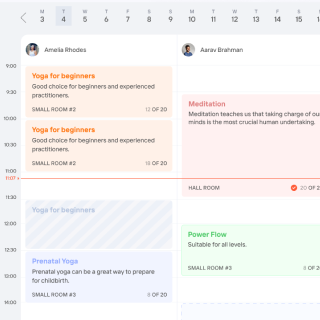 M T W T F S S M T W T F S
3 4 5 6 7 8 9 10 11 12 13 14 15
Amelia Rhodes
Aarav Brahman
9:00
Yoga for beginners
Good choice for beginners and experienced
practitioners.
SMALL ROOM #2 12 OF 20
9:30
Meditation
Meditation teaches us that taking charge of ou
minds is the most crucial human undertaking.
HALL ROOM 20 OF 2
10:00
Yoga for beginners
Good choice for beginners and experienced
practitioners.
SMALL ROOM #2 18 OF 20
10:30
11:00
11:07
11:30
Yoga for beginners
12:00
Power Flow
Suitable for all levels.
SMALL ROOM #3 8 OF 2
12:30
Prenatal Yoga
Prenatal yoga can be a great way to prepare
for childbirth.
SMALL ROOM #3 8 OF 20
13:00
14:00